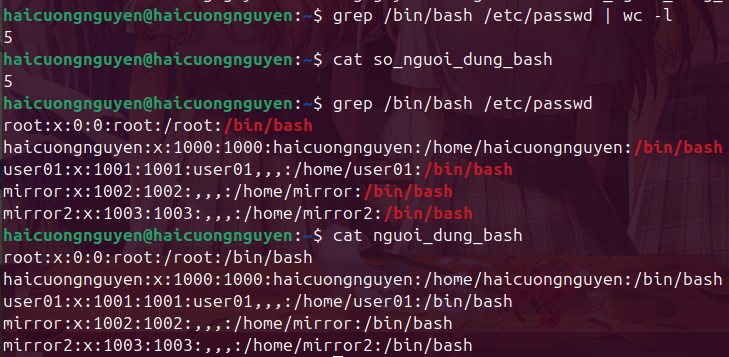 haicuongnguyen@haicuongnguyen:~$ grep /bin/bash /etc/passwd | wc -l
5
haicuongnguyen@haicuongnguyen:~$ cat so_nguoi_dung_bash
5
haicuongnguyen@haicuongnguyen:~$ grep /bin/bash /etc/passwd
root:x:0:0:root:/root:/bin/bash
haicuongnguyen:x:1000:1000:haicuongnguyen:/home/haicuongnguyen:/bin/bash
user01:x:1001:1001:user01,,,:/home/user01:/bin/bash
mirror:x:1002:1002:,,,:/home/mirror:/bin/bash
mirror2:x:1003:1003:,,,:/home/mirror2:/bin/bash
haicuongnguyen@haicuongnguyen:~$ cat nguoi_dung_bash
root:x:0:0:root:/root:/bin/bash
haicuongnguyen:x:1000:1000:haicuongnguyen:/home/haicuongnguyen:/bin/bash
user01:x:1001:1001:user01,,,:/home/user01:/bin/bash
mirror:x:1002:1002:,,,:/home/mirror:/bin/bash
mirror2:x:1003:1003:,,,:/home/mirror2:/bin/bash